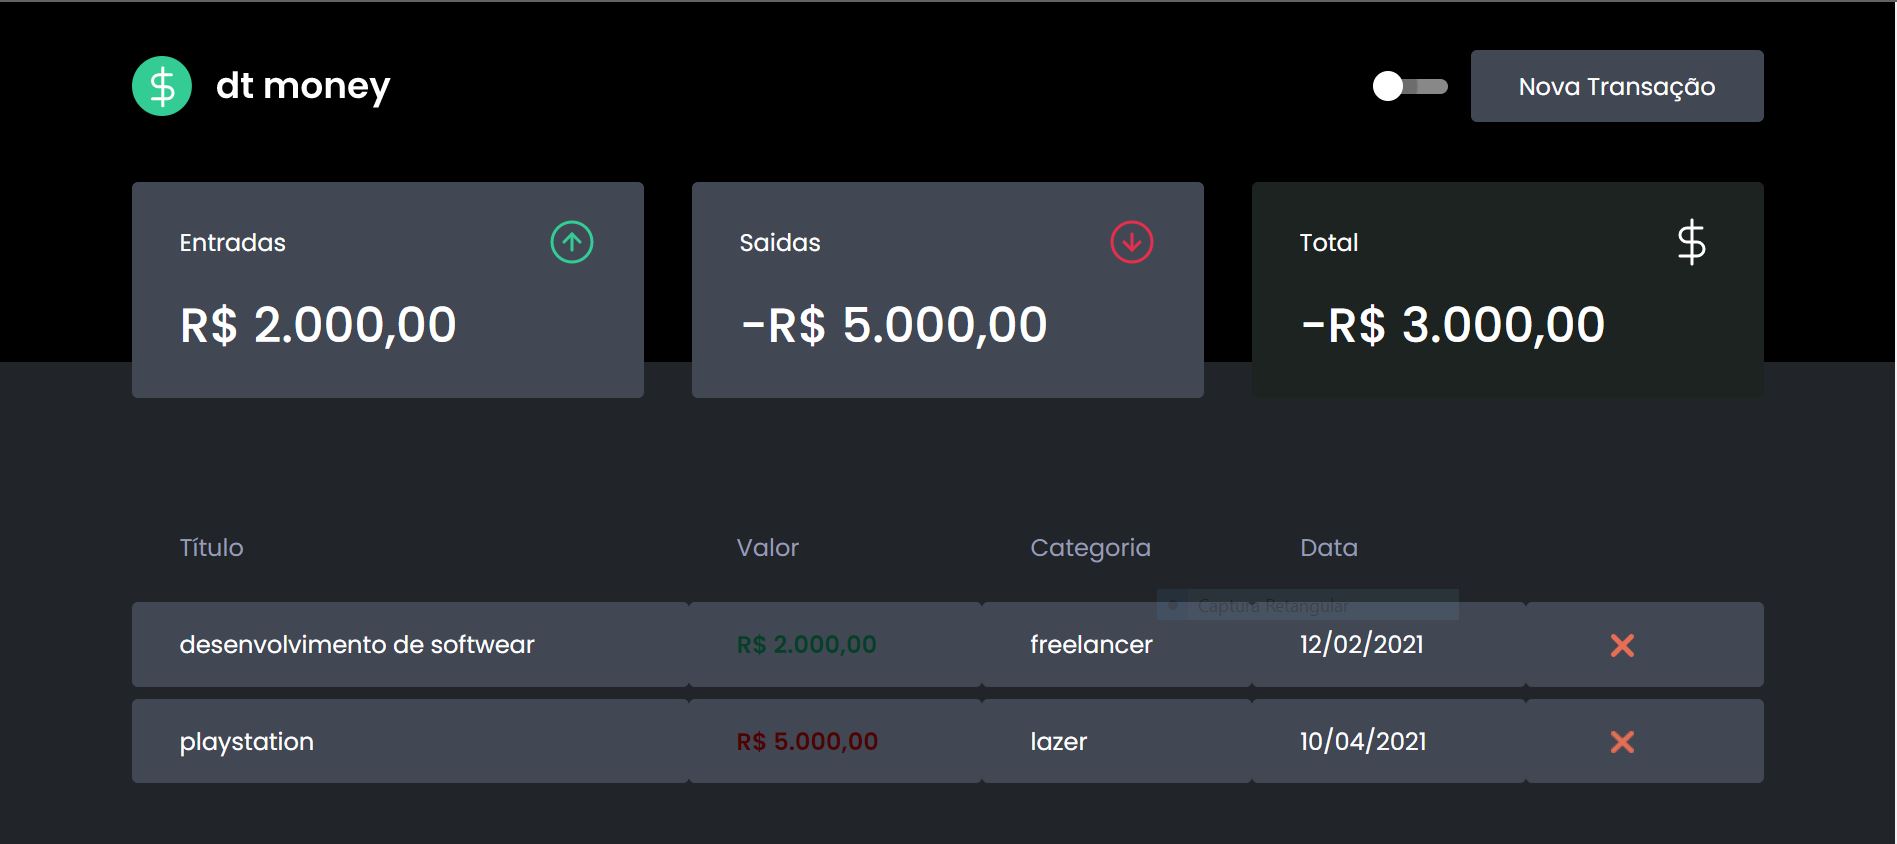 dt money
Nova Transação
Entradas
Saidas
Total
R$ 2.000,00
-R$ 5.000,00
-R$ 3.000,00
Título Valor Categoria Data
Captura Retangular
desenvolvimento de softwear R$ 2.000,00 freelancer 12/02/2021
playstation R$ 5.000,00 lazer 10/04/2021